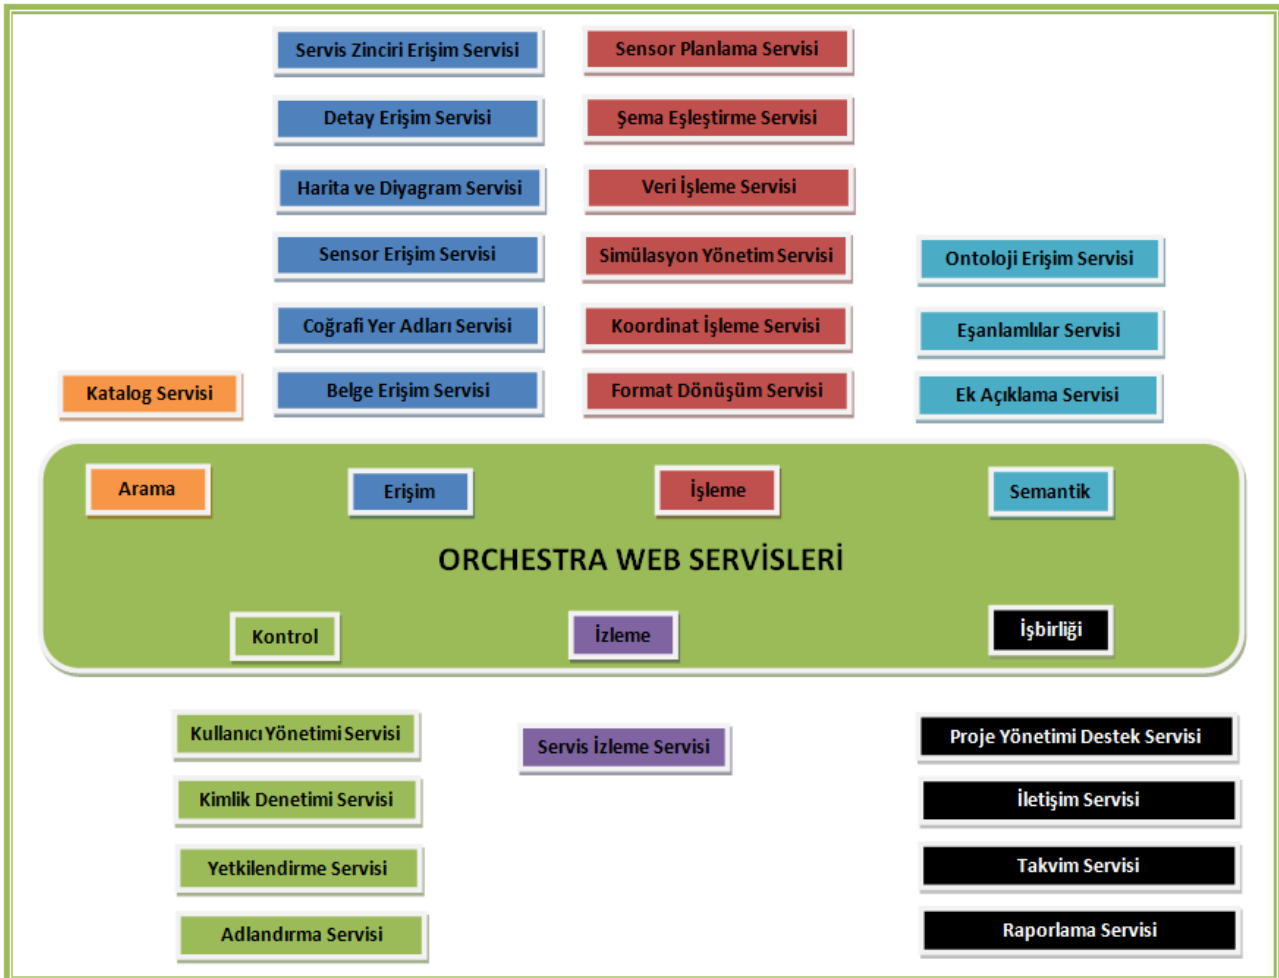 Servis Zinciri Erişim Servisi
Detay Erişim Servisi
Harita ve Diyagram Servisi
Sensor Erişim Servisi
Coğrafi Yer Adları Servisi
Belge Erişim Servisi
Sensor Planlama Servisi
Şema Eşleştirme Servisi
Veri İşleme Servisi
Simülasyon Yönetim Servisi
Koordinat İşleme Servisi
Format Dönüşüm Servisi
Ontoloji Erişim Servisi
Eşanlamlılar Servisi
Ek Açıklama Servisi
Katalog Servisi
Arama
Erişim
İşleme
Semantik
ORCHESTRA WEB SERVİSLERİ
Kontrol
İzleme
İşbirliği
Kullanıcı Yönetimi Servisi
Kimlik Denetimi Servisi
Yetkilendirme Servisi
Adlandırma Servisi
Servis İzleme Servisi
Proje Yönetimi Destek Servisi
İletişim Servisi
Takvim Servisi
Raporlama Servisi